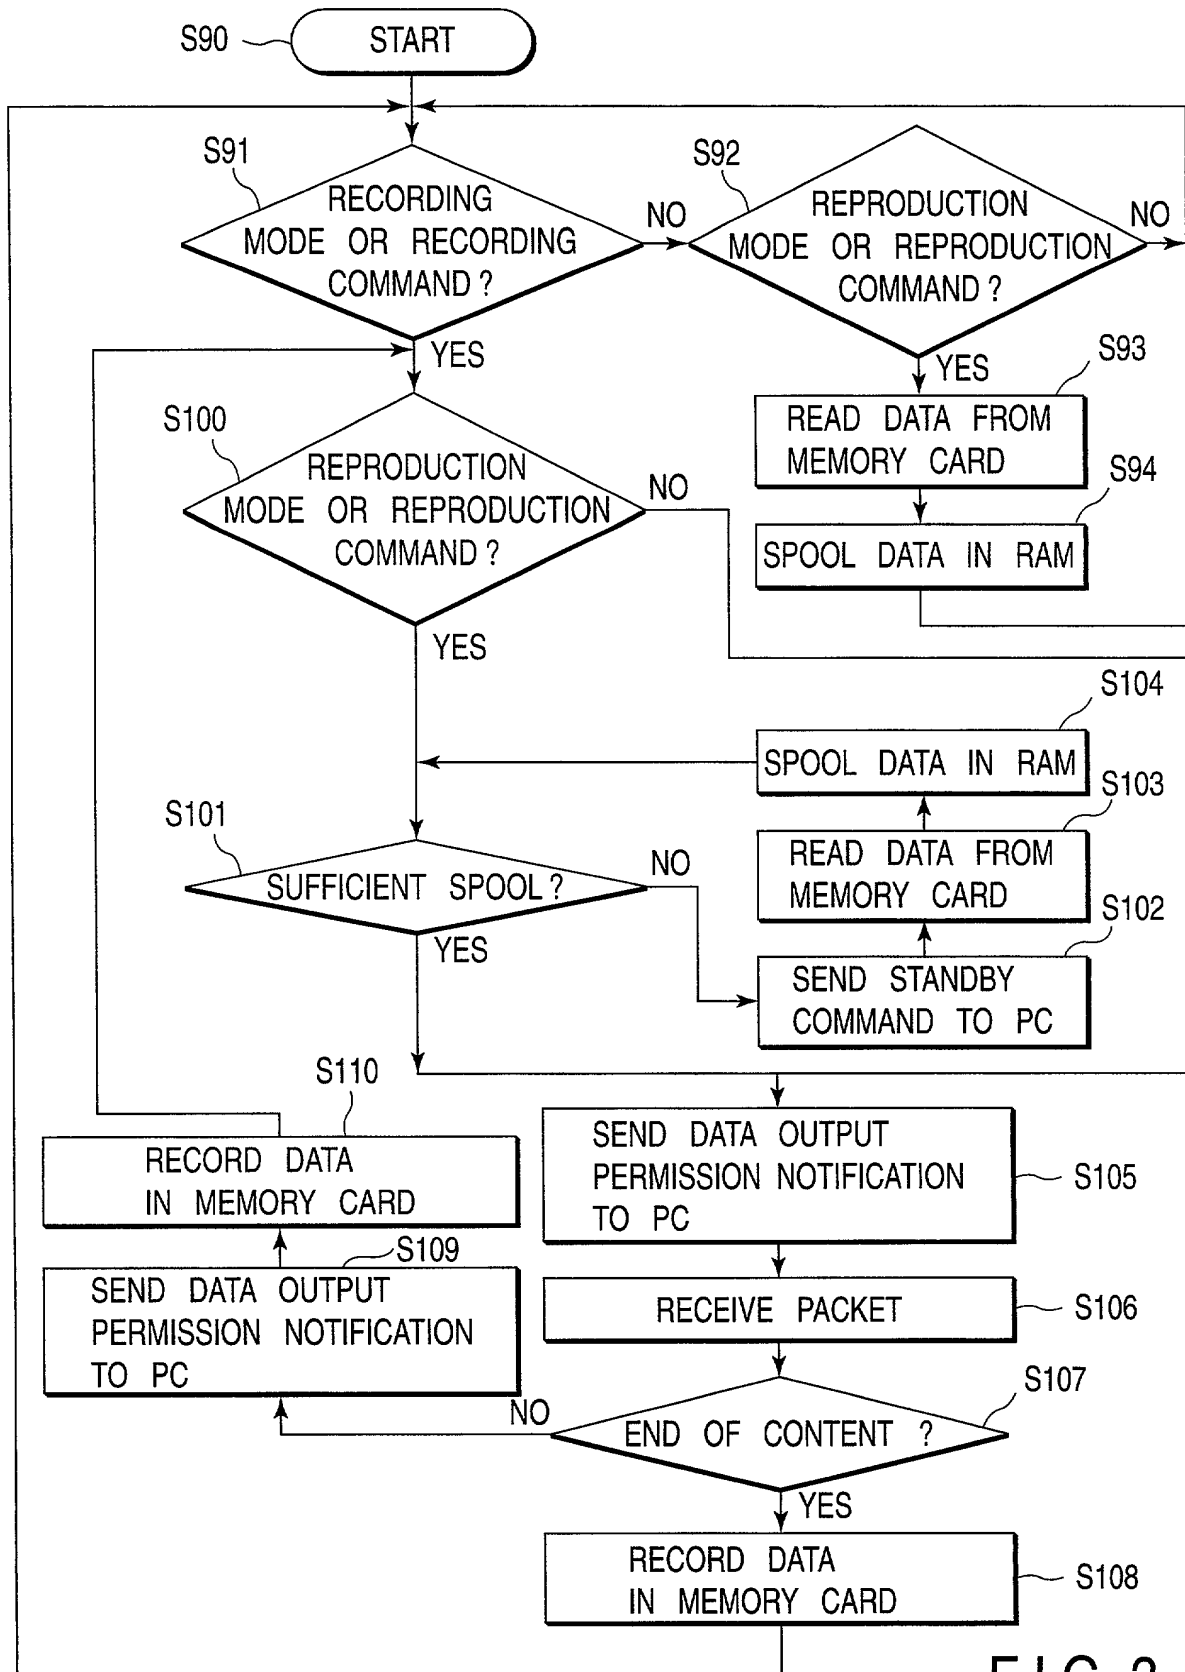 S90
START
S91
RECORDING
MODE OR RECORDING
COMMAND?
NO
YES
S92
REPRODUCTION
MODE OR REPRODUCTION
COMMAND?
NO
YES
S93
READ DATA FROM
MEMORY CARD
S94
SPOOL DATA IN RAM
S100
REPRODUCTION
MODE OR REPRODUCTION
COMMAND?
NO
YES
S104
SPOOL DATA IN RAM
S103
READ DATA FROM
MEMORY CARD
S101
SUFFICIENT SPOOL?
NO
YES
S102
SEND STANDBY
COMMAND TO PC
S110
RECORD DATA
IN MEMORY CARD
SEND DATA OUTPUT
PERMISSION NOTIFICATION
TO PC
S105
S109
SEND DATA OUTPUT
PERMISSION NOTIFICATION
TO PC
RECEIVE PACKET
S106
S107
END OF CONTENT ?
NO
YES
RECORD DATA
IN MEMORY CARD
S108